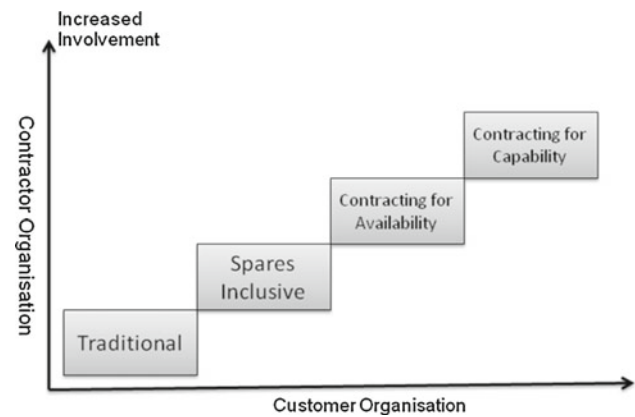 Increased
Involvement
Contractor Organisation
Contracting for
Capability
Contracting for
Availability
Spares
Inclusive
Traditional
Customer Organisation